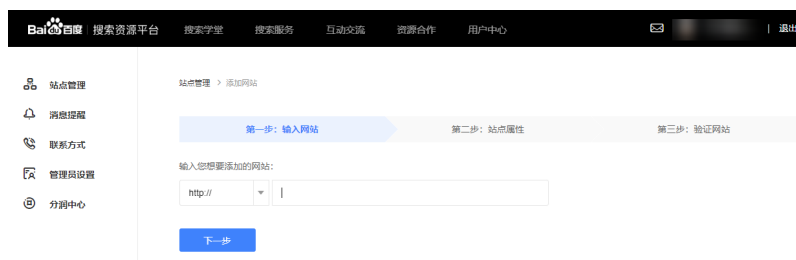 Bai百度 搜索资源平台 搜索学堂 搜索服务 互动交流 资源合作 用户中心 | 退出
站点管理
消息提醒
联系方式
管理员设置
分润中心
站点管理 > 添加网站
第一步：输入网站 第二步：站点属性 第三步：验证网站
输入您想要添加的网站：
http://
下一步